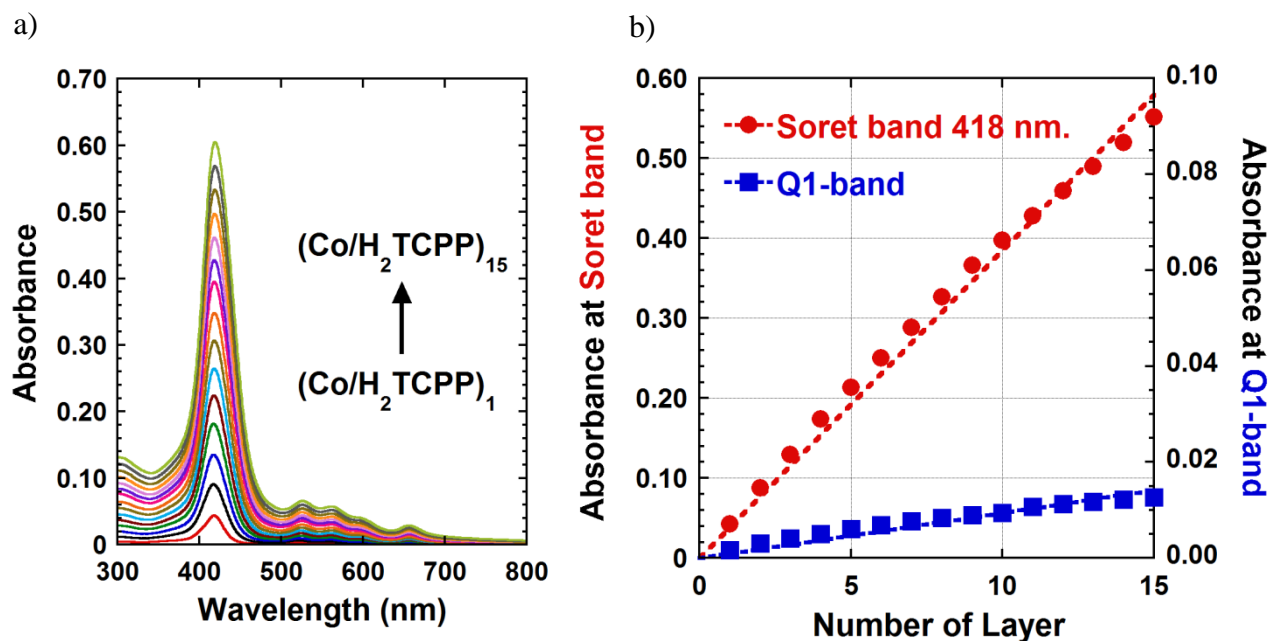 a)
0.70
0.60
0.50
0.40
0.30
0.20
0.10
0
300 400 500 600 700 800
Absorbance
Wavelength (nm)
(Co/H₂TCPP)₁₅
(Co/H₂TCPP)₁
b)
0.60
0.50
0.40
0.30
0.20
0.10
0
0 5 10 15
0.10
0.08
0.06
0.04
0.02
0.00
Absorbance at Soret band
Soret band 418 nm.
Q1-band
Number of Layer
Absorbance at Q1-band